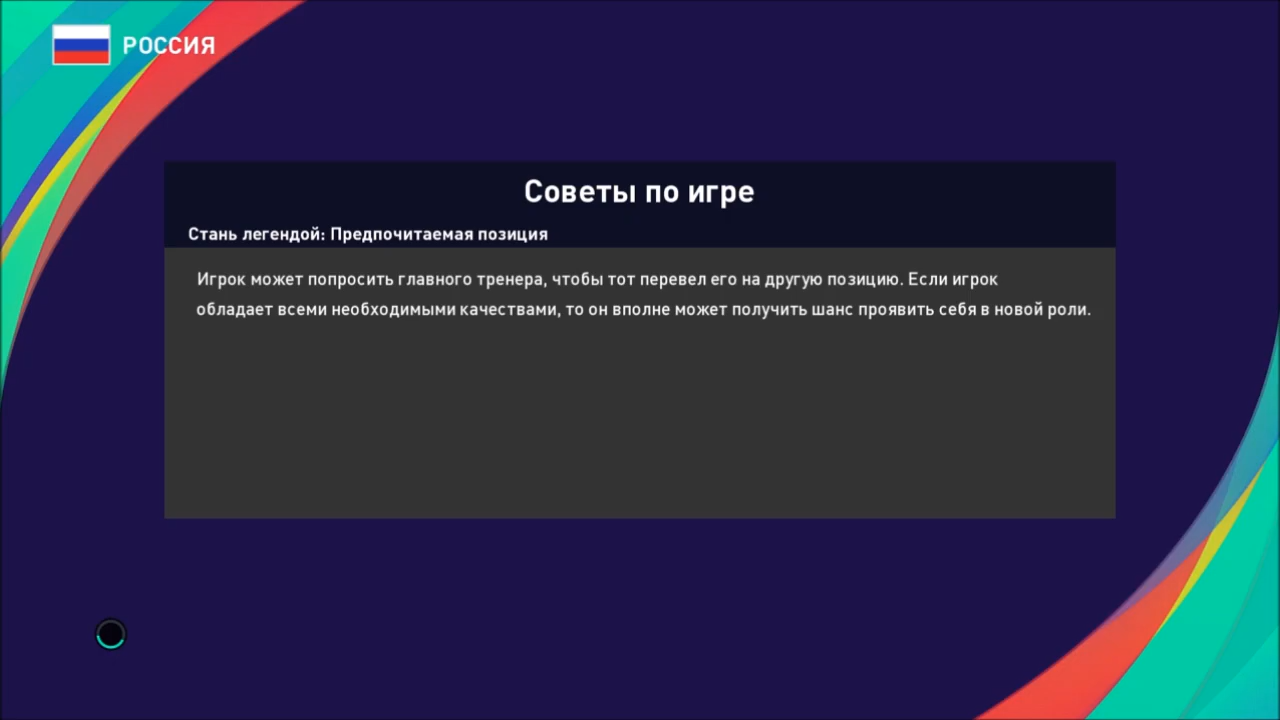 РОССИЯ
Советы по игре
Стань легендой: Предпочитаемая позиция
Игрок может попросить главного тренера, чтобы тот перевел его на другую позицию. Если игрок
обладает всеми необходимыми качествами, то он вполне может получить шанс проявить себя в новой роли.